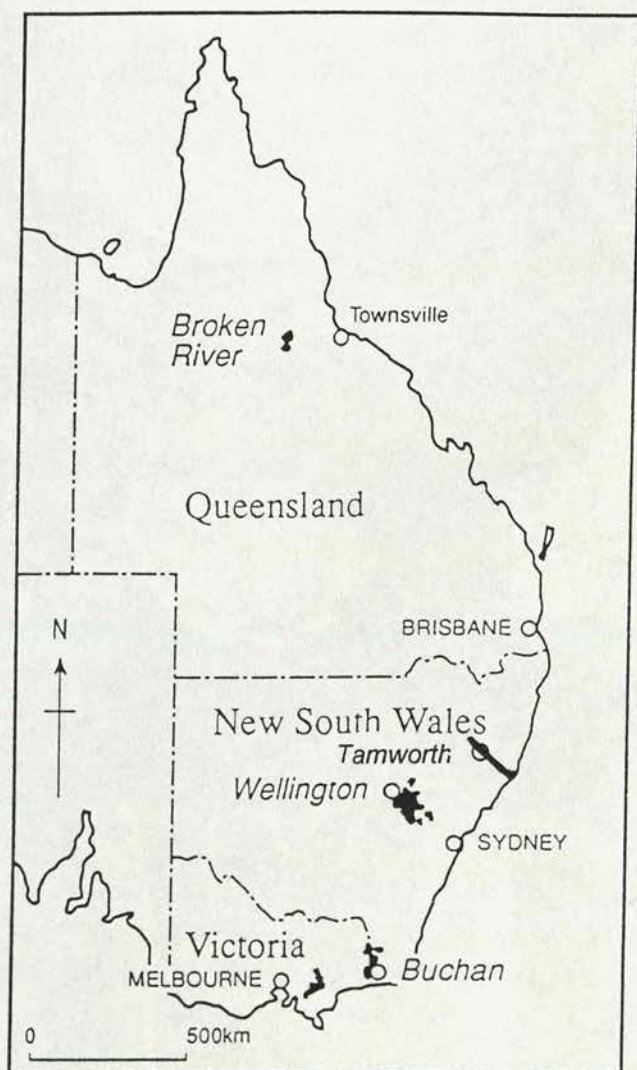 Townsville
Broken
River
Queensland
BRISBANE
N
New South Wales
Tamworth
Wellington
SYDNEY
Victoria
MELBOURNE
Buchan
0 500km